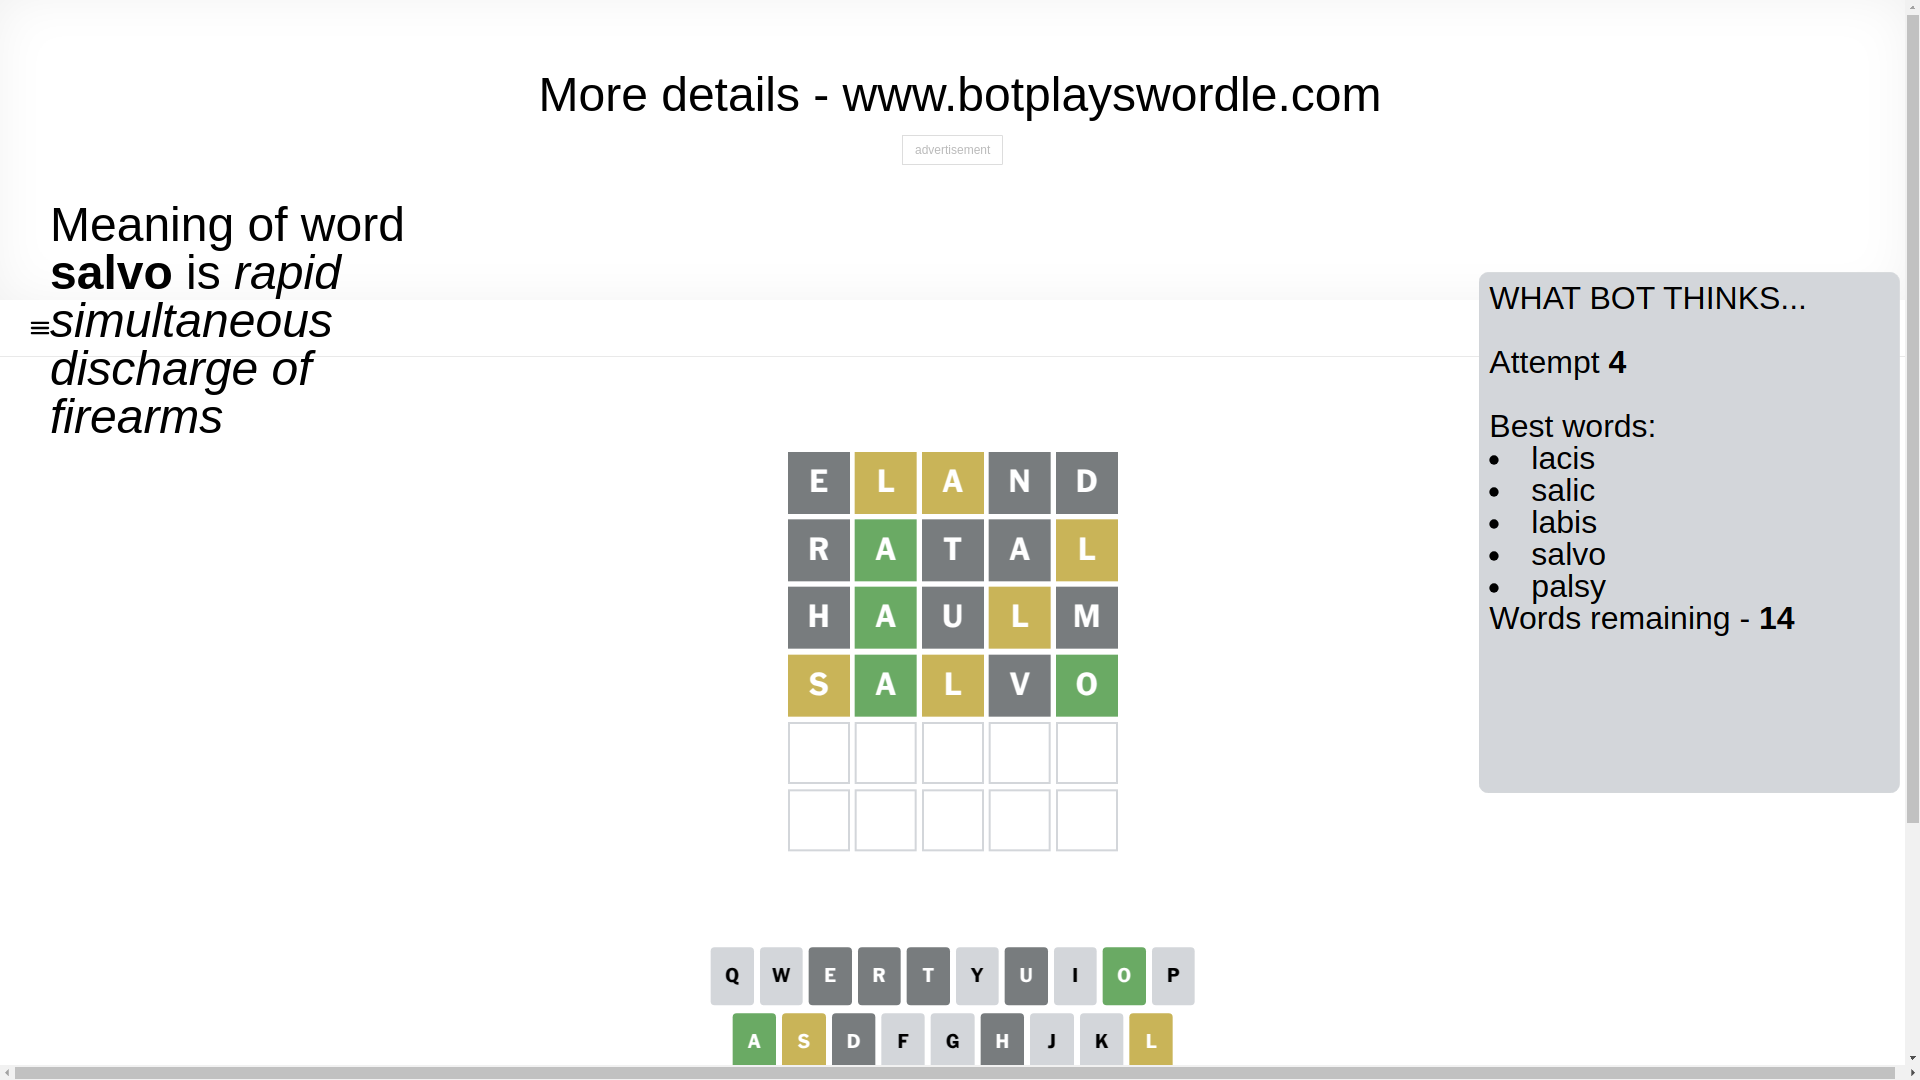 More details - www.botplayswordle.com
advertisement
Meaning of word
salvo is rapid
simultaneous
discharge of
firearms
WHAT BOT THINKS...
Attempt 4
Best words:
lacis
salic
labis
salvo
palsy
Words remaining - 14
E L A N D
R A T A L
H A U L M
S A L V O
Q W E R T Y U I O P
A S D F G H J K L